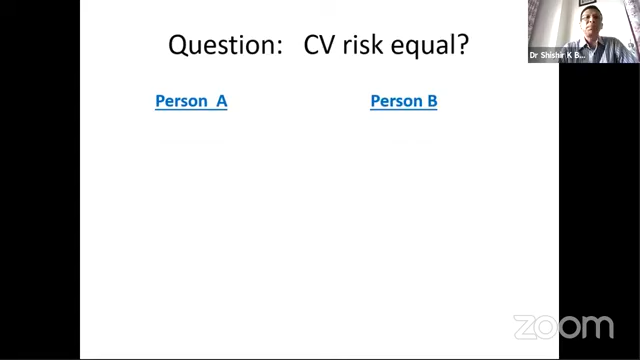 Question: CV risk equal?
Person A
Person B
Dr Shishir K B...
zoom